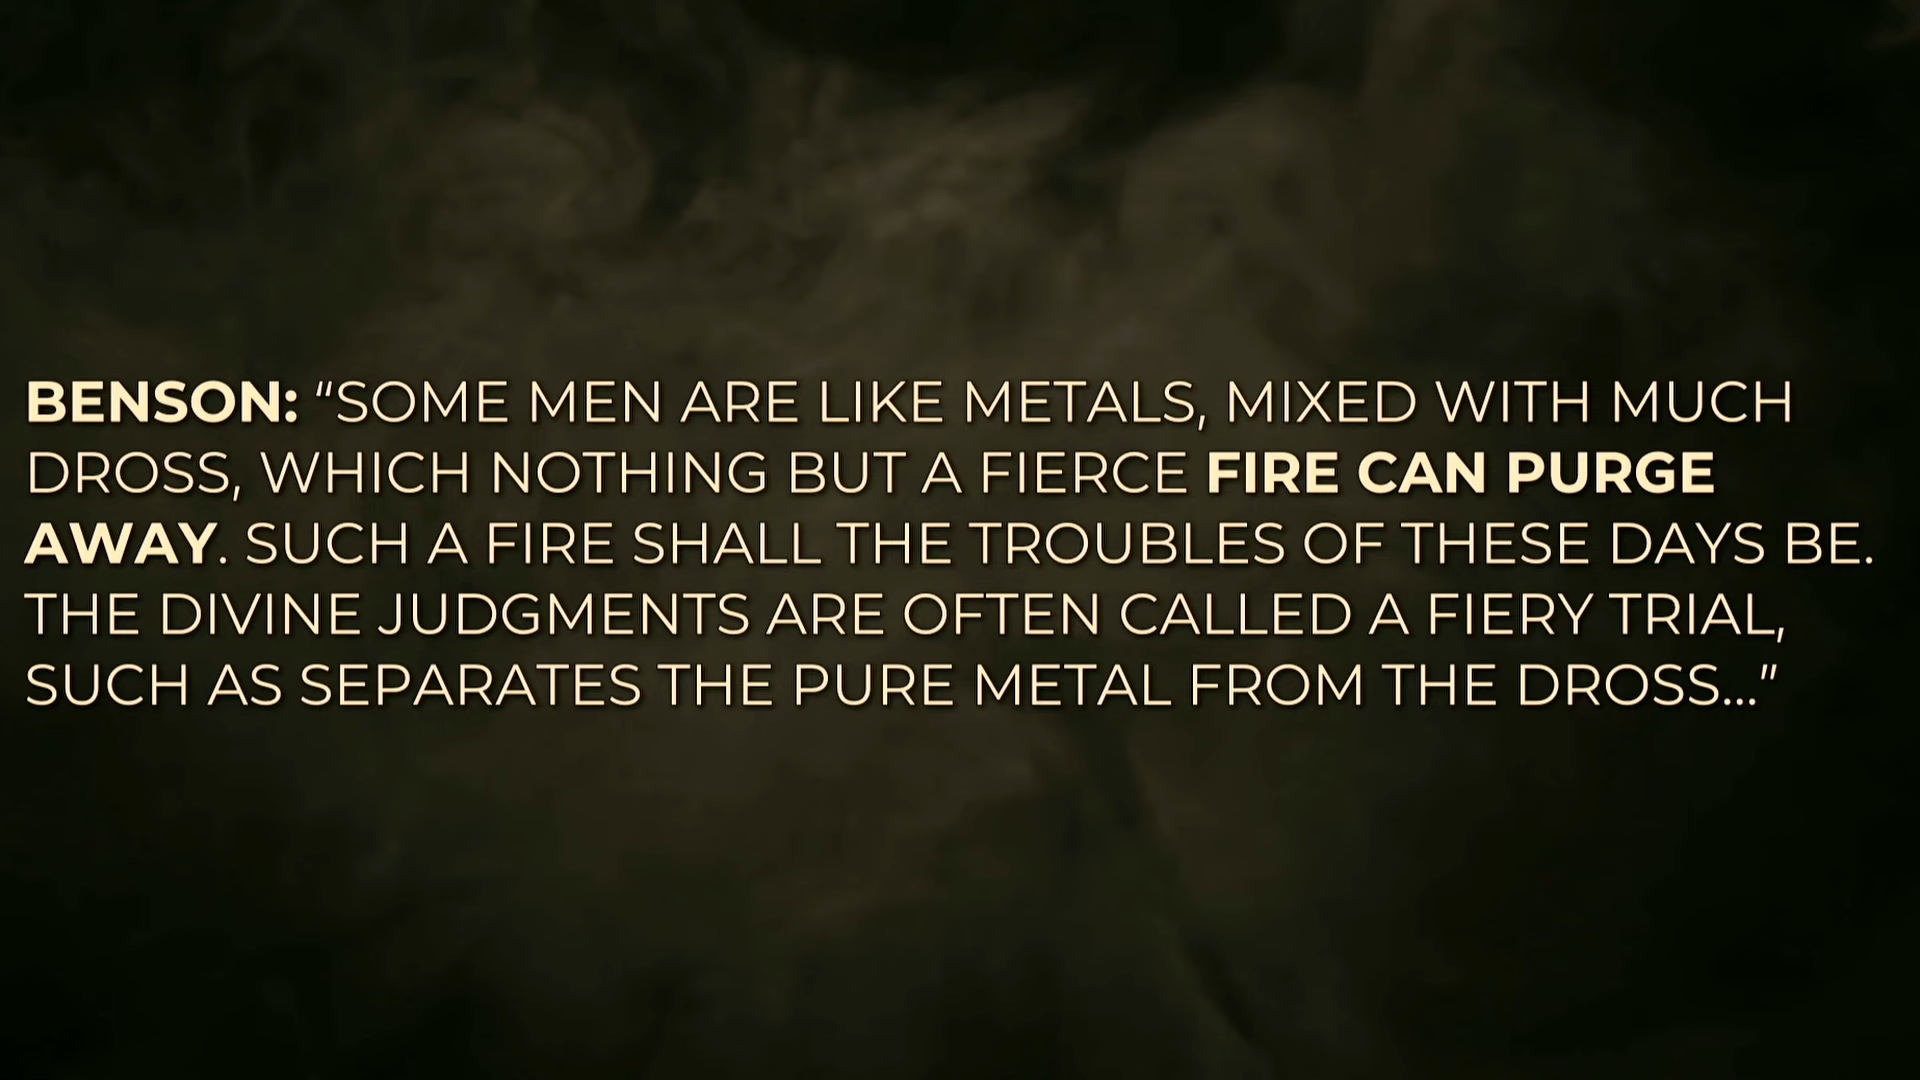 BENSON: “SOME MEN ARE LIKE METALS, MIXED WITH MUCH
DROSS, WHICH NOTHING BUT A FIERCE FIRE CAN PURGE
AWAY. SUCH A FIRE SHALL THE TROUBLES OF THESE DAYS BE.
THE DIVINE JUDGMENTS ARE OFTEN CALLED A FIERY TRIAL,
SUCH AS SEPARATES THE PURE METAL FROM THE DROSS...”